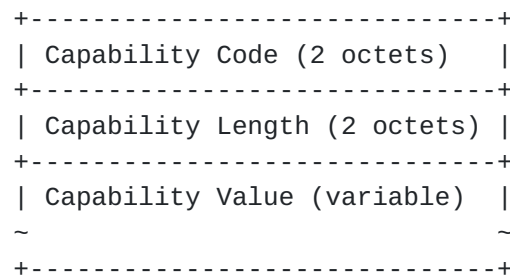 +------------------------------+
| Capability Code (2 octets)   |
+------------------------------+
| Capability Length (2 octets) |
+------------------------------+
| Capability Value (variable)  |
~                              ~
+------------------------------+